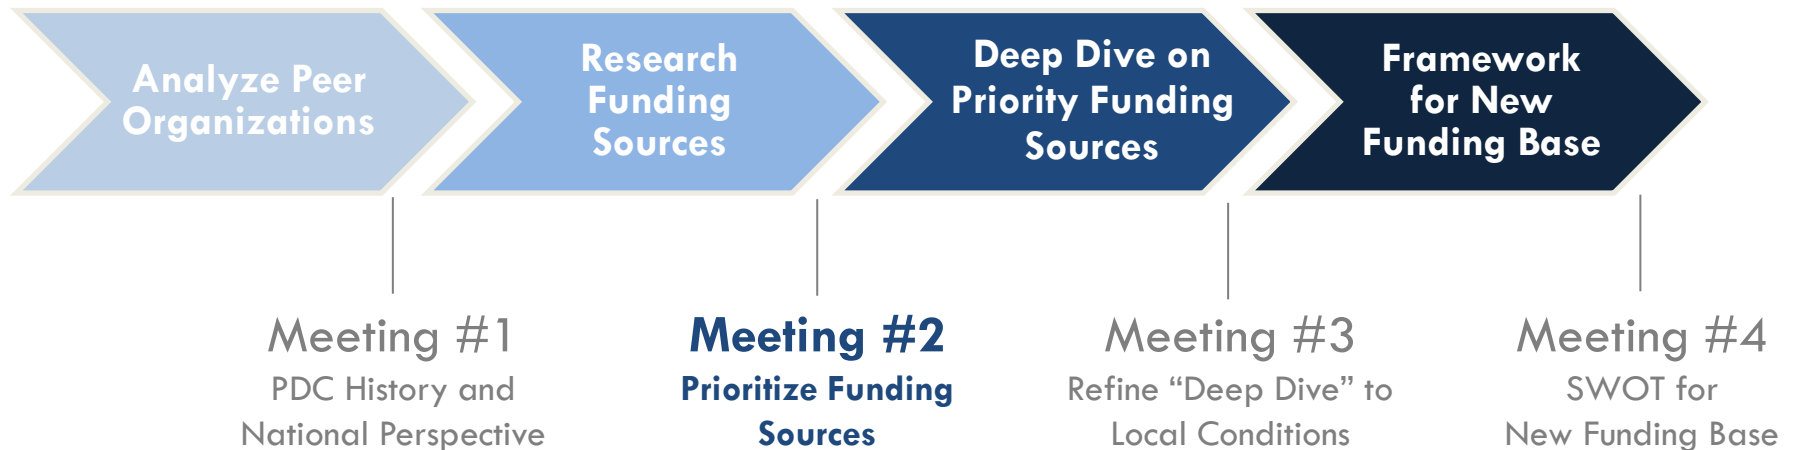 Analyze Peer
Organizations
Research
Funding
Sources
Deep Dive on
Priority Funding
Sources
Framework
for New
Funding Base
Meeting #1
PDC History and
National Perspective
Meeting #2
Prioritize Funding
Sources
Meeting #3
Refine “Deep Dive” to
Local Conditions
Meeting #4
SWOT for
New Funding Base